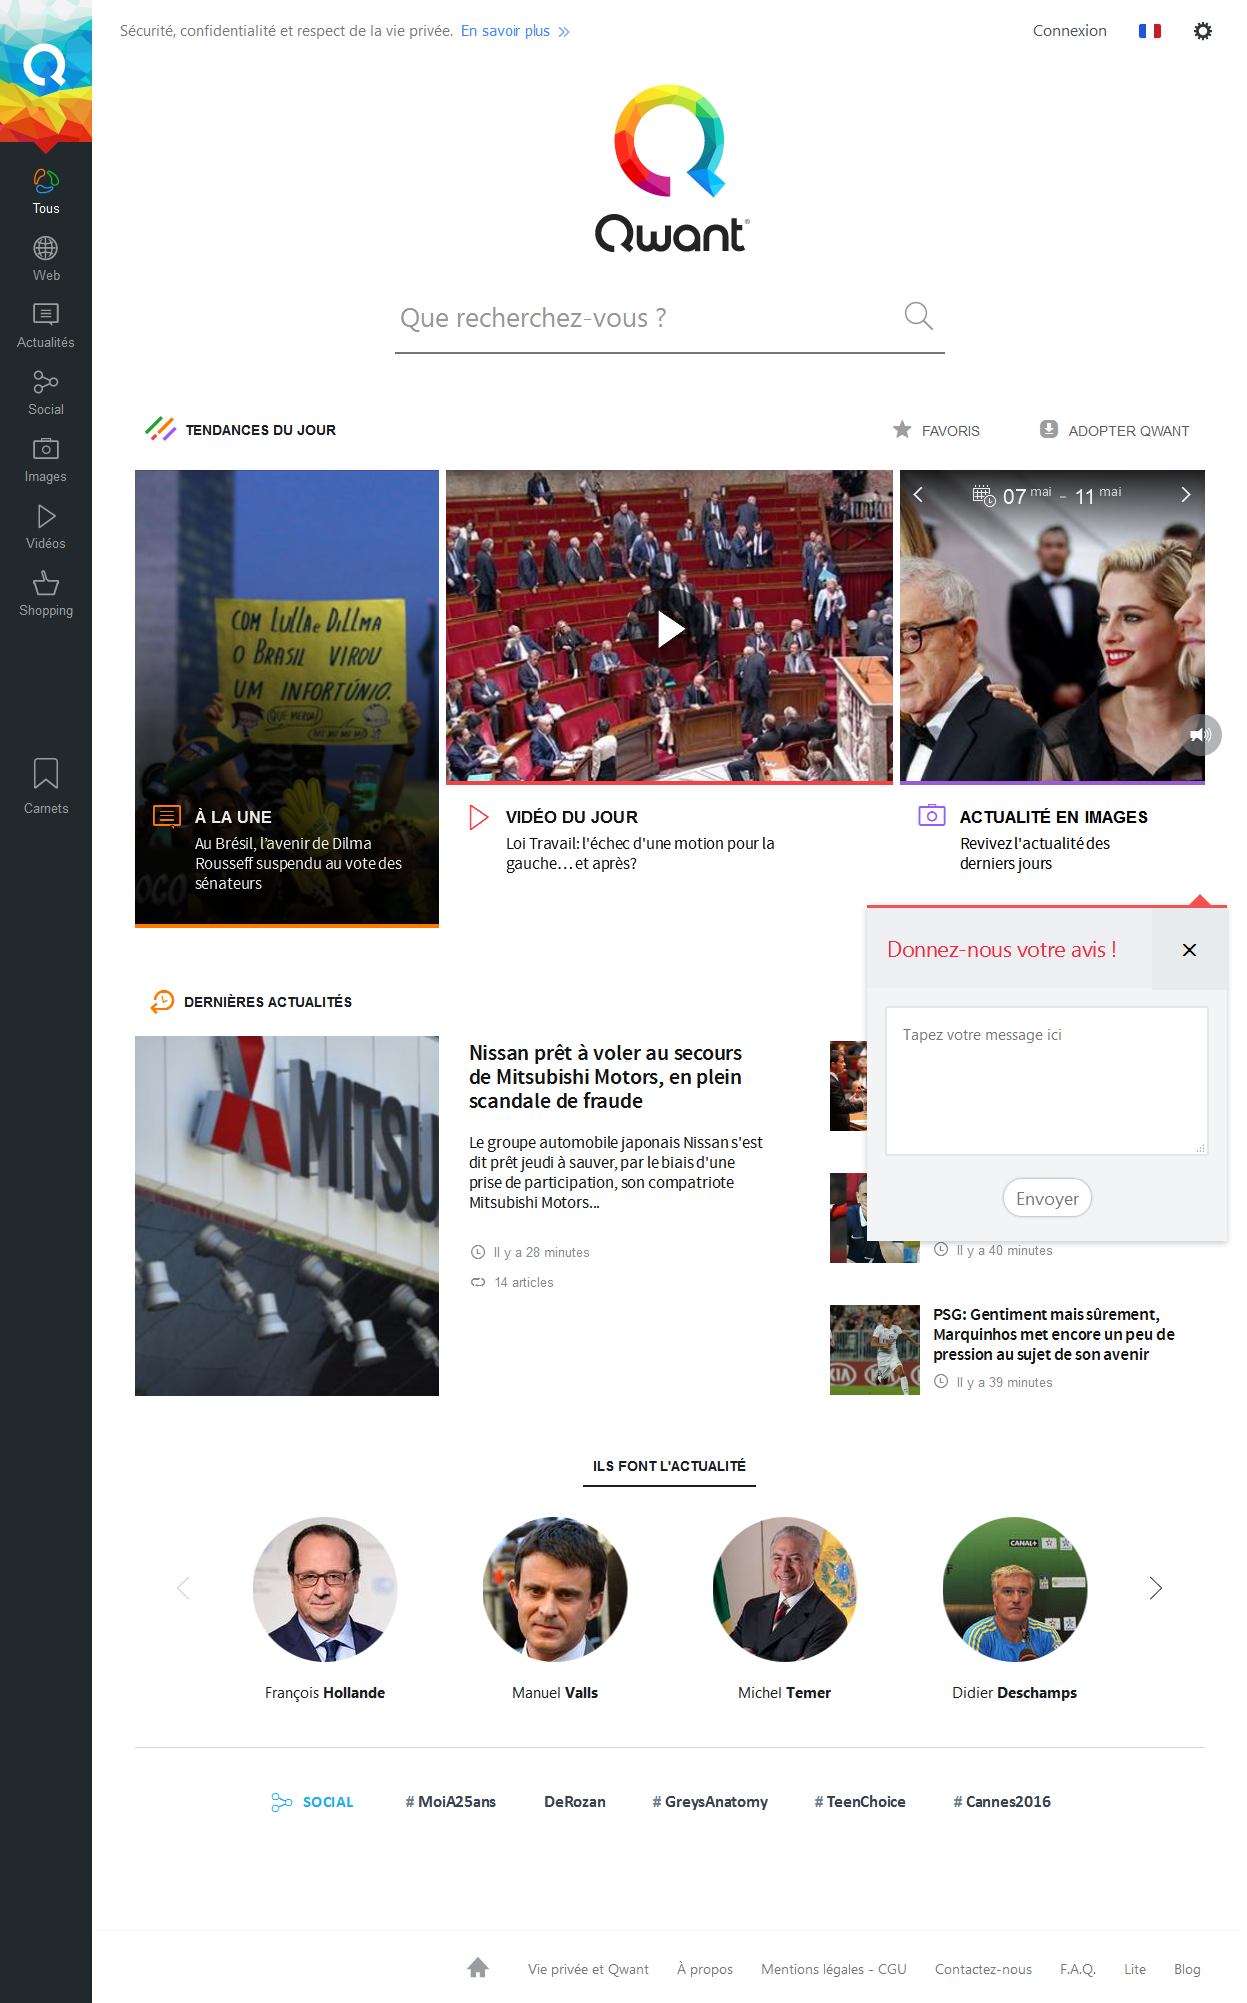 Sécurité, confidentialité et respect de la vie privée. En savoir plus
Connexion
Qwant
Que recherchez-vous ?
Tous
Web
Actualités
Social
Images
Vidéos
Shopping
Carnets
TENDANCES DU JOUR
FAVORIS
ADOPTER QWANT
COM LULLA e DILLMA
O BRASIL VIROU
UM INFORTÚNIO.
07 mai - 11 mai
À LA UNE
Au Brésil, l’avenir de Dilma
Rousseff suspendu au vote des
sénateurs
VIDÉO DU JOUR
Loi Travail: l'échec d'une motion pour la
gauche… et après?
ACTUALITÉ EN IMAGES
Revivez l'actualité des
derniers jours
Donnez-nous votre avis !
Tapez votre message ici
Envoyer
DERNIÈRES ACTUALITÉS
MITSU
Nissan prêt à voler au secours
de Mitsubishi Motors, en plein
scandale de fraude
Le groupe automobile japonais Nissan s'est
dit prêt jeudi à sauver, par le biais d'une
prise de participation, son compatriote
Mitsubishi Motors...
Il y a 28 minutes
14 articles
Il y a 40 minutes
KIA
PSG: Gentiment mais sûrement,
Marquinhos met encore un peu de
pression au sujet de son avenir
Il y a 39 minutes
ILS FONT L'ACTUALITÉ
CANAL+
François Hollande
Manuel Valls
Michel Temer
Didier Deschamps
SOCIAL
# MoiA25ans
DeRozan
# GreysAnatomy
# TeenChoice
# Cannes2016
Vie privée et Qwant
À propos
Mentions légales - CGU
Contactez-nous
F.A.Q.
Lite
Blog